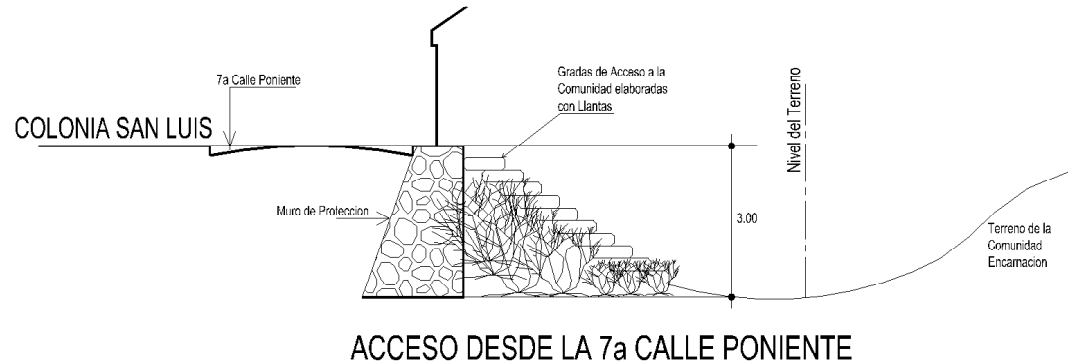 7a Calle Poniente
COLONIA SAN LUIS
Gradas de Acceso a la
Comunidad elaboradas
con Llantas
Nivel del Terreno
Muro de Proteccion
3.00
Terreno de la
Comunidad
Encarnacion
ACCESO DESDE LA 7a CALLE PONIENTE